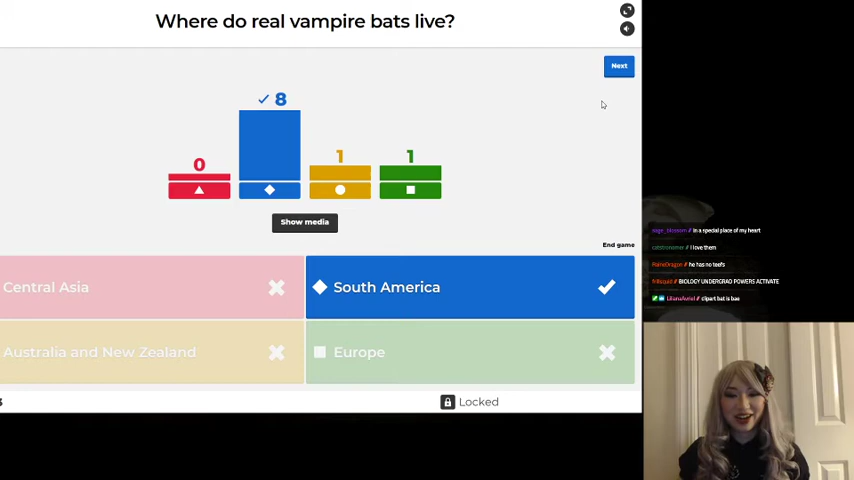 Where do real vampire bats live?
Next
8
0
1
1
Show media
End game
Central Asia
South America
Australia and New Zealand
Europe
Locked
sage_blossom // In a special place of my heart
catstronomer // I love them
he has no teefs
BIOLOGY UNDERGRAD POWERS ACTIVATE
clipart bat is bae